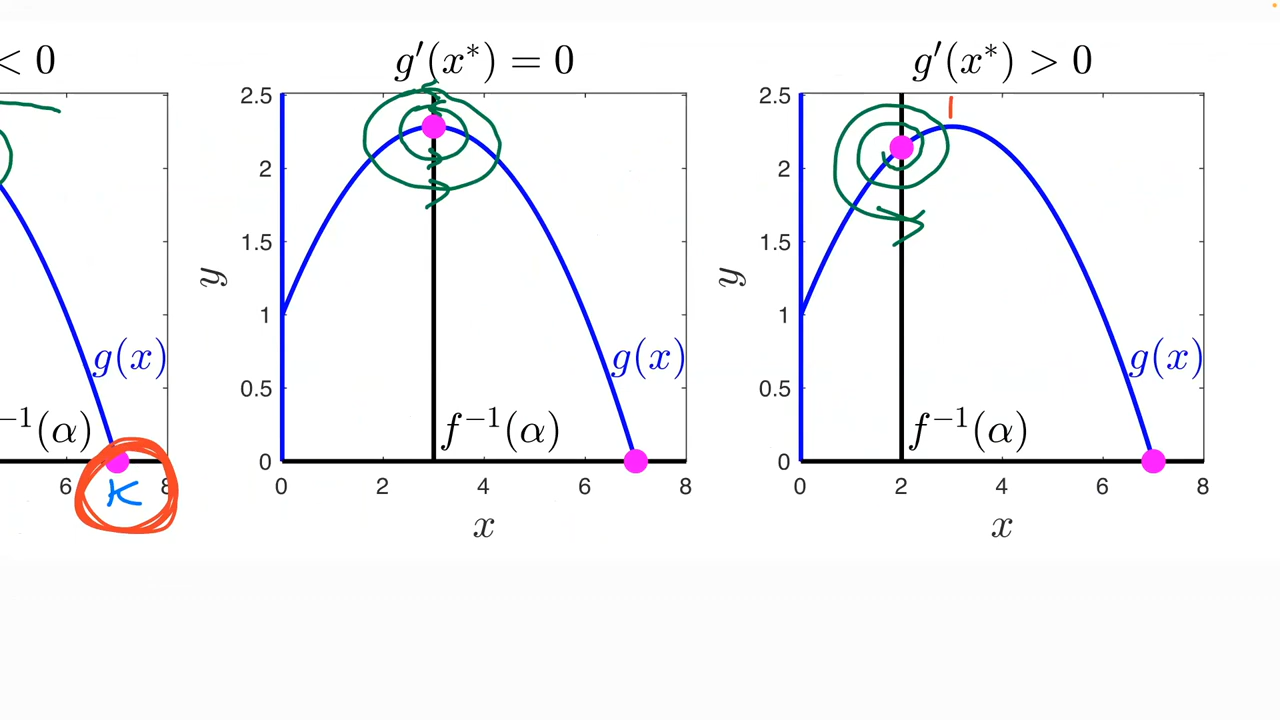 < 0
g′(x*) = 0
g′(x*) > 0
2.5
2
1.5
1
0.5
0
y
2.5
2
1.5
1
0.5
0
y
g(x)
g(x)
g(x)
⁻¹(α)
f⁻¹(α)
f⁻¹(α)
6 8
K
0 2 4 6 8
x
0 2 4 6 8
x